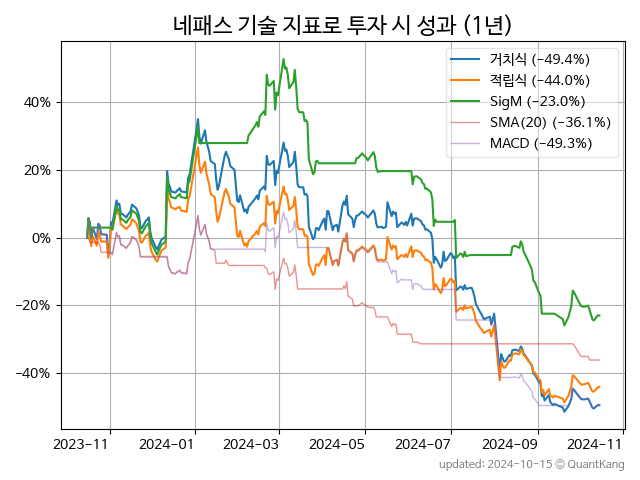 네패스 기술 지표로 투자 시 성과 (1년)
거치식 (−49.4%)
적립식 (−44.0%)
SigM (−23.0%)
SMA(20) (−36.1%)
MACD (−49.3%)
40%
20%
0%
−20%
−40%
2023-11
2024-01
2024-03
2024-05
2024-07
2024-09
2024-11
updated: 2024-10-15 ⓒ QuantKang